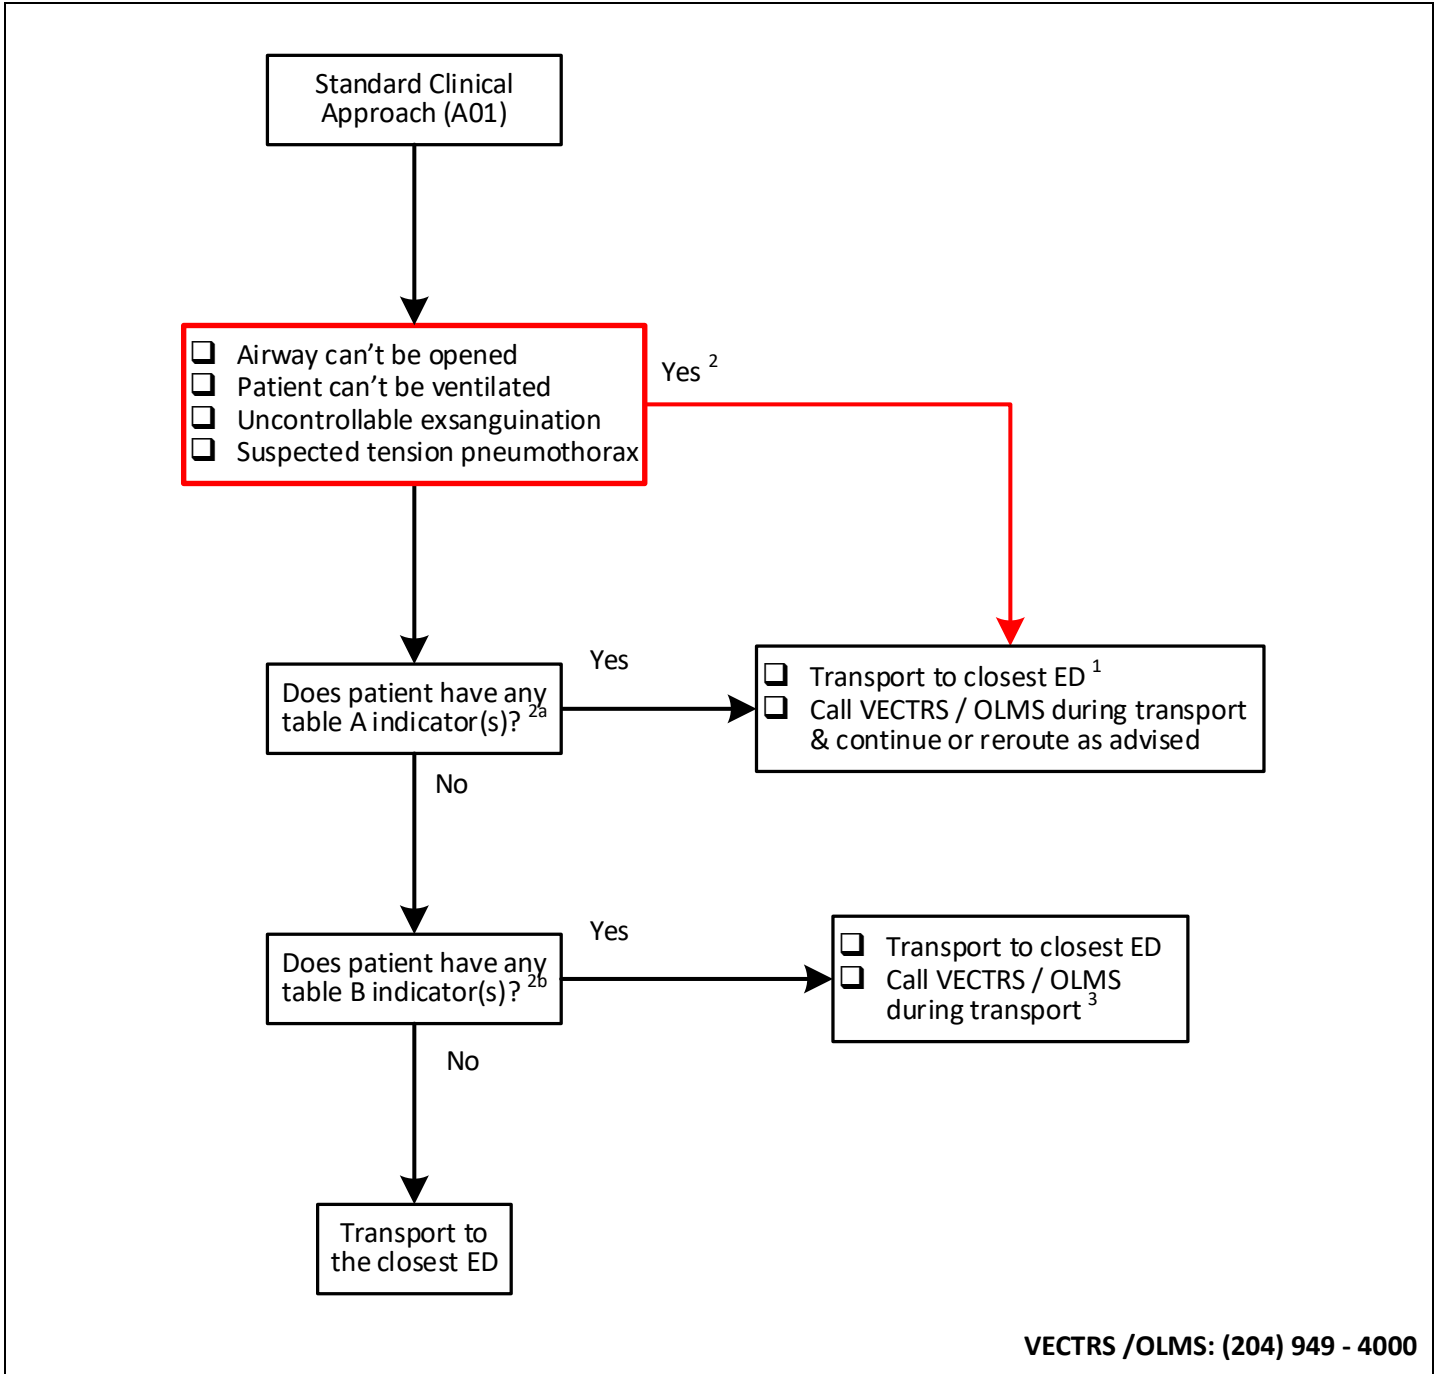 Standard Clinical
Approach (A01)
❑ Airway can’t be opened
❑ Patient can’t be ventilated
❑ Uncontrollable exsanguination
❑ Suspected tension pneumothorax
Yes 2
Does patient have any
table A indicator(s)? 2a
Yes
❑ Transport to closest ED 1
❑ Call VECTRS / OLMS during transport
& continue or reroute as advised
No
Does patient have any
table B indicator(s)? 2b
Yes
❑ Transport to closest ED
❑ Call VECTRS / OLMS
during transport 3
No
Transport to
the closest ED
VECTRS /OLMS: (204) 949 - 4000